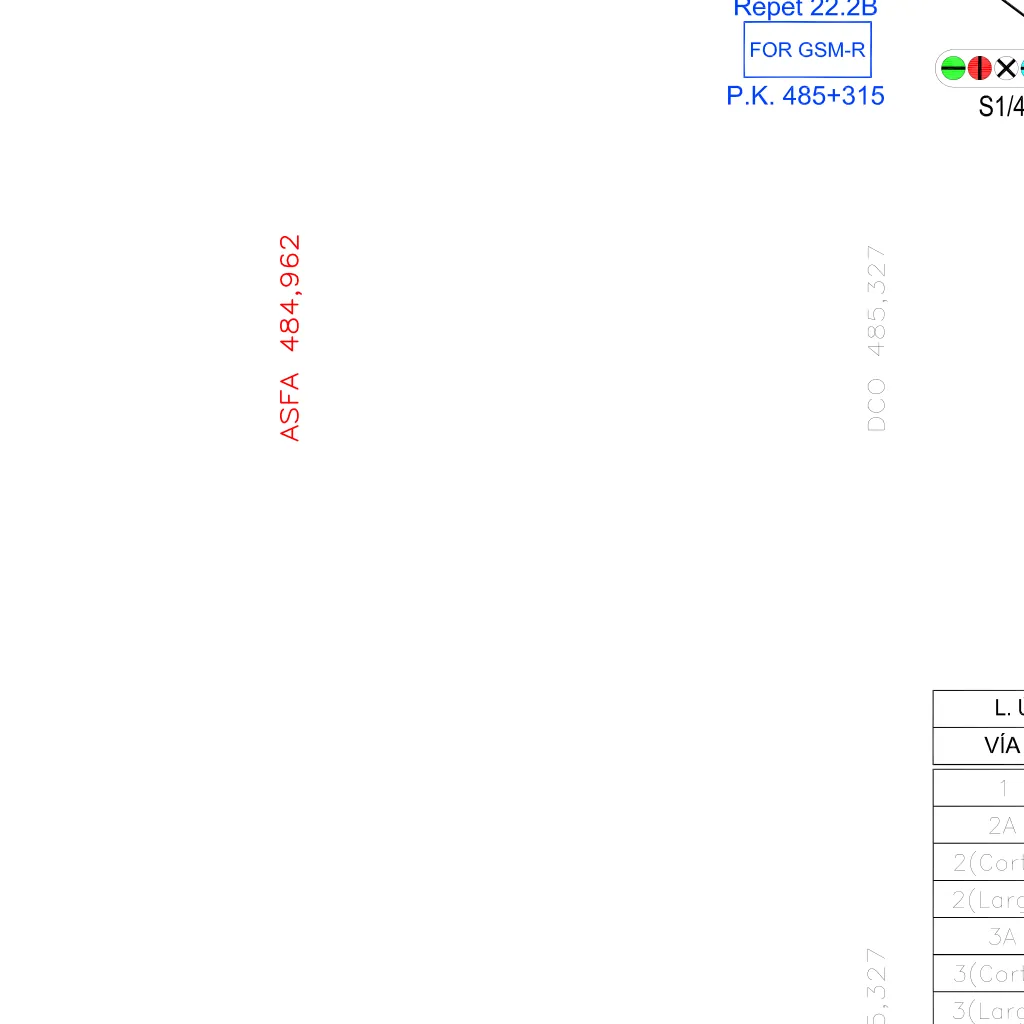 Repet 22.2B
FOR GSM-R
P.K. 485+315
S1/4
ASFA 484,962
DCO 485,327
L.
VÍA
1
2A
2(Cort
2(Larg
3A
3(Cort
3(Larg
5,327